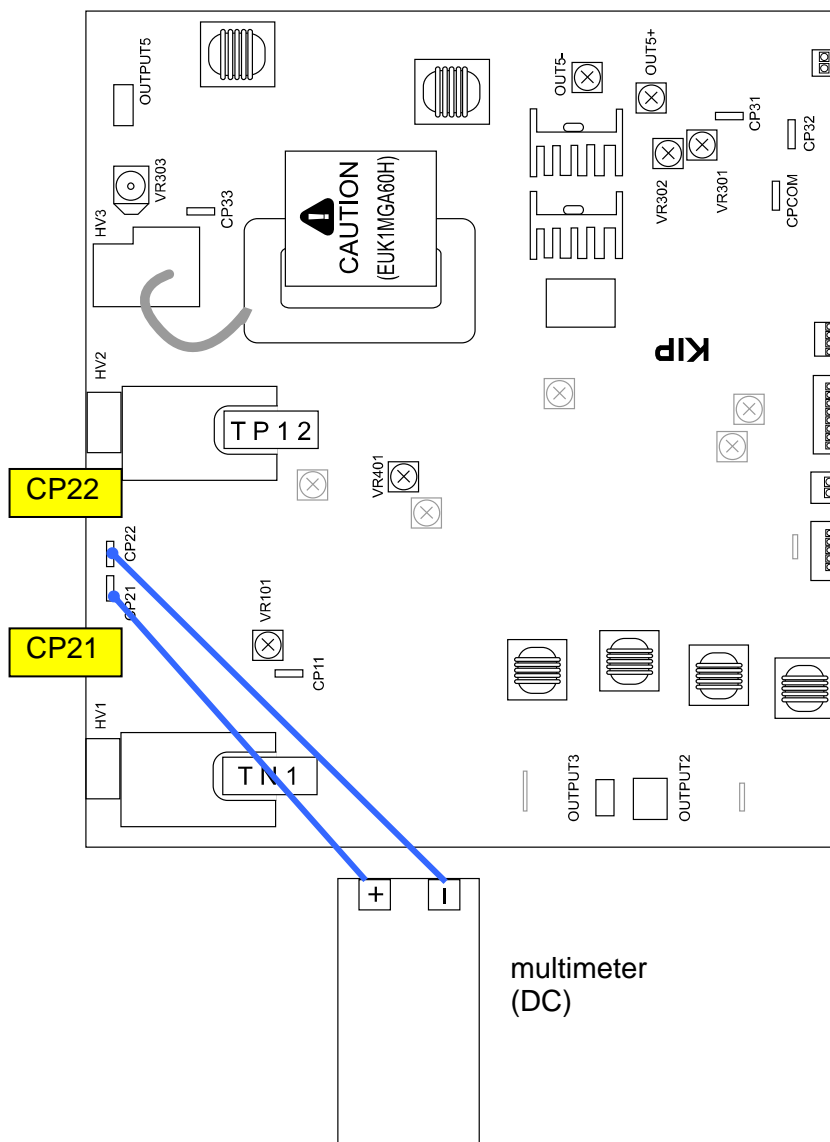 OUTPUT5
OUT5-
OUT5+
VR303
CP31
CP32
HV3
CP33
!
CAUTION
(EUK1MGA60H)
VR302
VR301
CPCOM
KIP
HV2
TP12
CP22
VR401
CP22
CP21
CP21
VR101
CP11
HV1
TN1
OUTPUT3
OUTPUT2
+
−
multimeter
(DC)